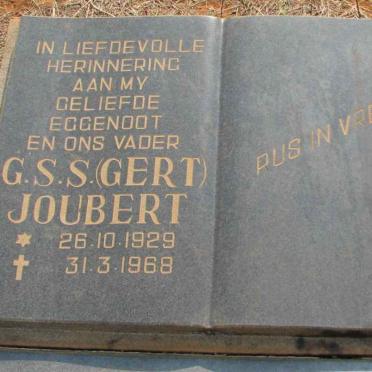 IN LIEFDEVOLLE
HERINNERING
AAN MY
GELIEFDE
EGGENOOT
EN ONS VADER
G.S.S.(GERT)
JOUBERT
26.10.1929
31.3.1968
RUS IN VRE